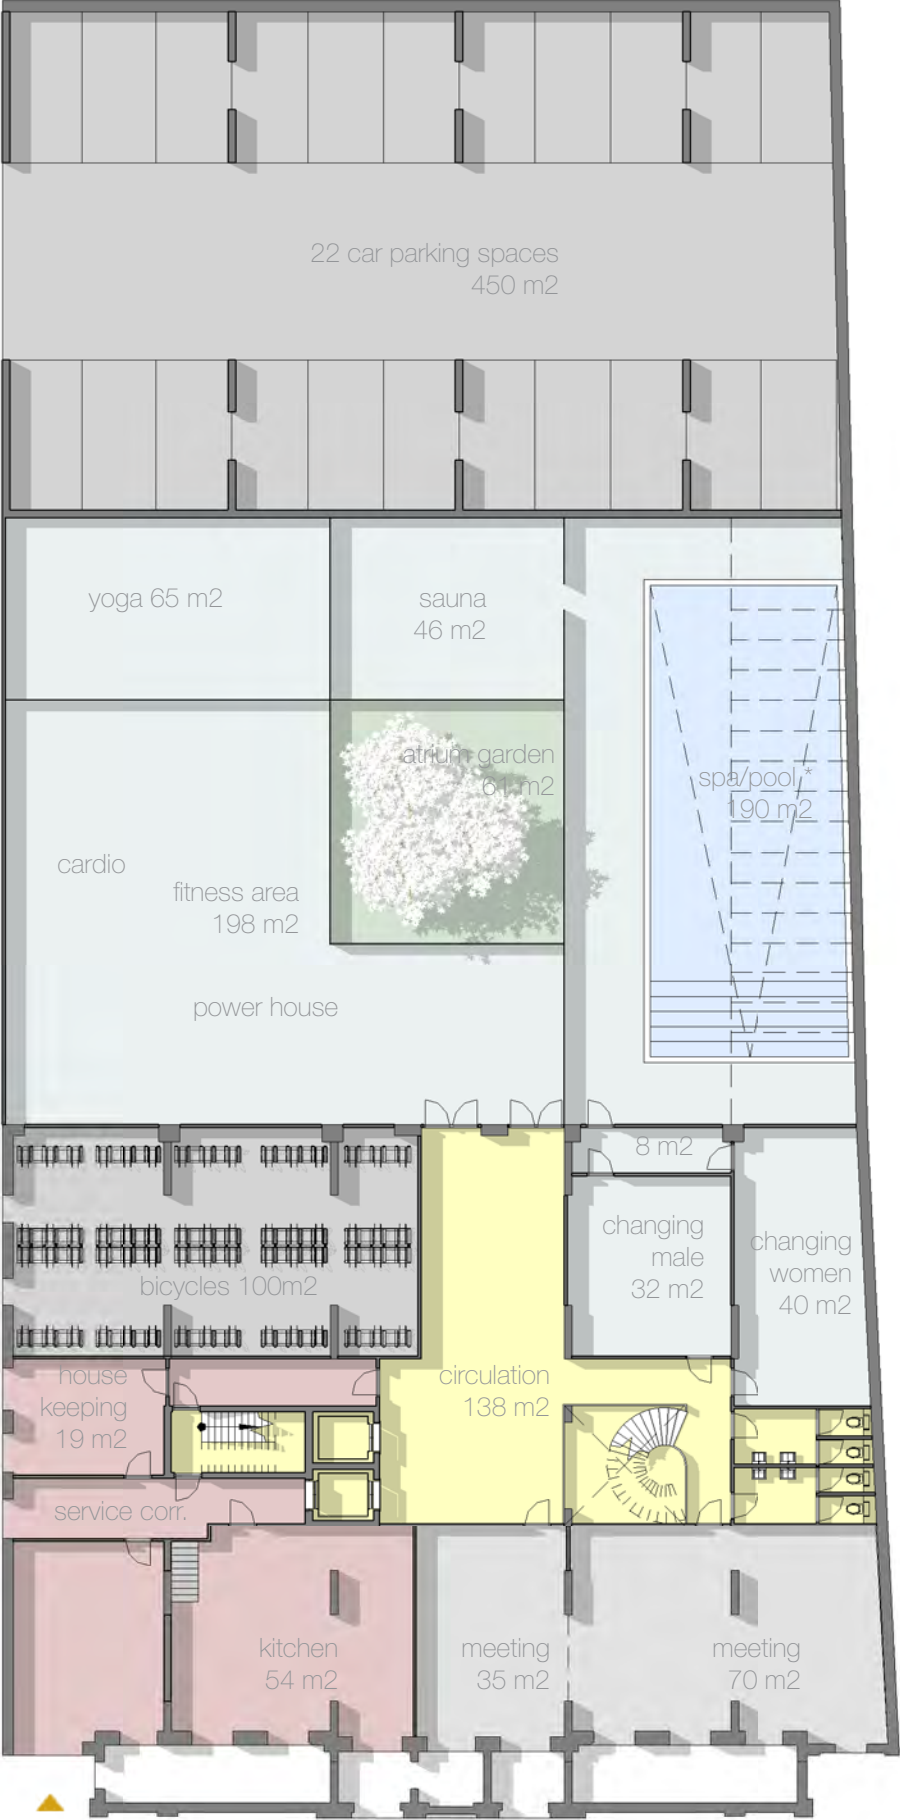 22 car parking spaces
450 m2
yoga 65 m2
sauna
46 m2
atrium garden
61 m2
spa/pool *
190 m2
cardio
fitness area
198 m2
power house
8 m2
changing
male
32 m2
changing
women
40 m2
bicycles 100m2
house
keeping
19 m2
circulation
138 m2
service corr.
kitchen
54 m2
meeting
35 m2
meeting
70 m2